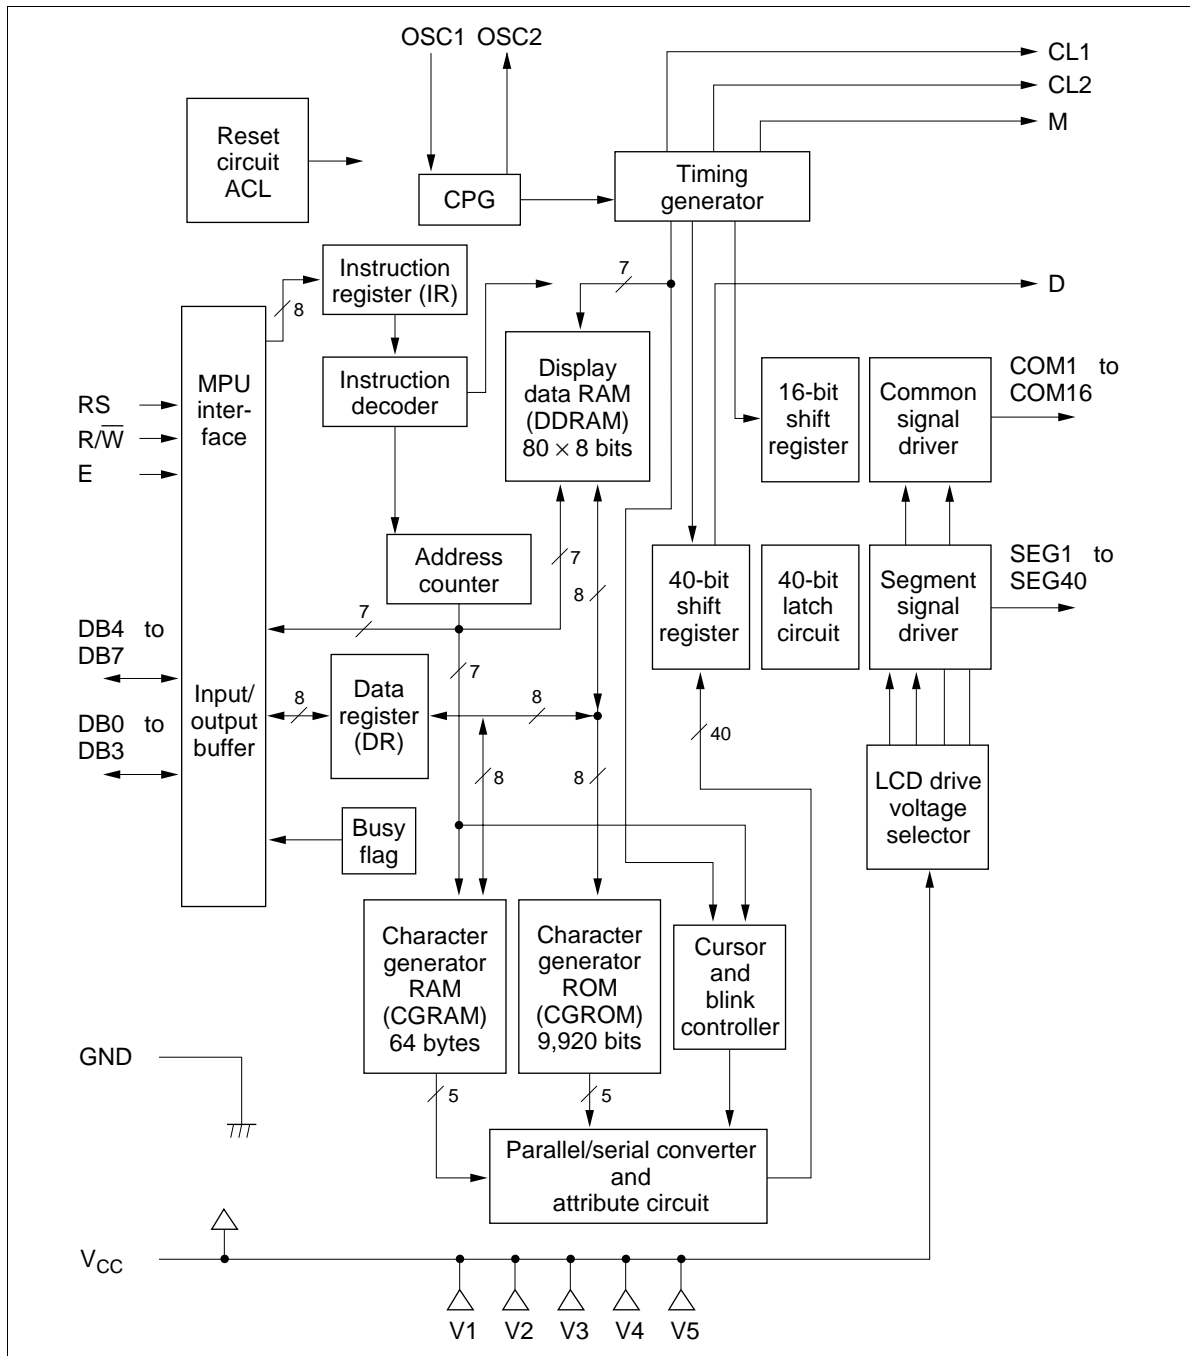 OSC1 OSC2
CL1
CL2
M
Reset
circuit
ACL
CPG
Timing
generator
Instruction
register (IR)
8
7
D
MPU
inter-
face
Instruction
decoder
Display
data RAM
(DDRAM)
80 × 8 bits
16-bit
shift
register
Common
signal
driver
COM1 to
COM16
RS
R/W̅
E
Address
counter
7
8
40-bit
shift
register
40-bit
latch
circuit
Segment
signal
driver
SEG1 to
SEG40
DB4 to
DB7
7
7
Input/
output
buffer
8
Data
register
(DR)
8
DB0 to
DB3
8
8
40
LCD drive
voltage
selector
Busy
flag
Character
generator
RAM
(CGRAM)
64 bytes
Character
generator
ROM
(CGROM)
9,920 bits
Cursor
and
blink
controller
GND
5
5
Parallel/serial converter
and
attribute circuit
VCC
V1 V2 V3 V4 V5